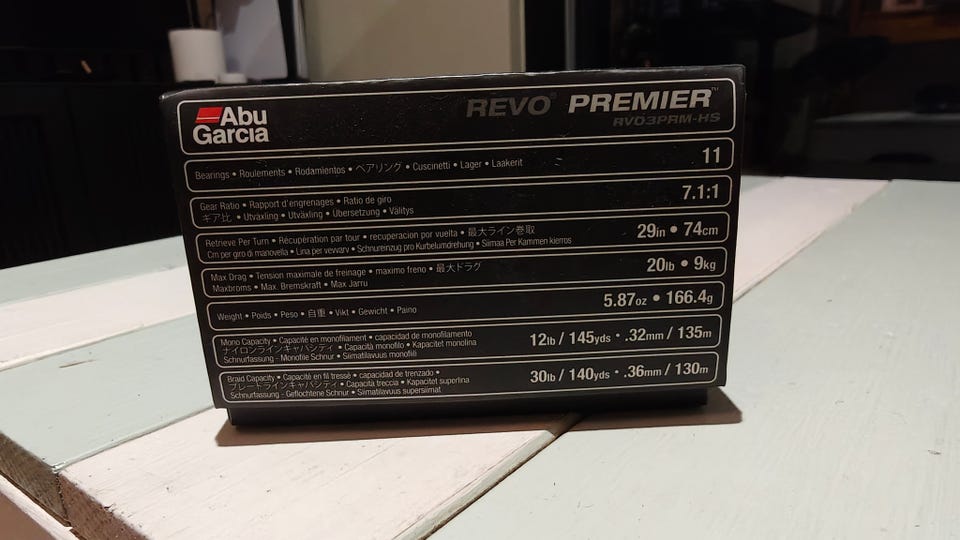 Abu
Garcia
REVO® PREMIER™
RVO3PRM-HS
Bearings • Roulements • Rodamientos • ベアリング • Cuscinetti • Lager • Laakerit
11
Gear Ratio • Rapport d'engrenages • Ratio de giro
ギア比 • Utväxling • Utväxling • Übersetzung • Välitys
7.1:1
Retrieve Per Turn • Récupération par tour • recuperacion por vuelta • 最大ライン巻取
Cm per giro di manovella • Lina per vevvarv • Schnureinzug pro Kurbelumdrehung • Siimaa Per Kammen kierros
29in • 74cm
Max Drag • Tension maximale de freinage • maximo freno • 最大ドラグ
Maxbroms • Max. Bremskraft • Max Jarru
20lb • 9kg
Weight • Poids • Peso • 自重 • Vikt • Gewicht • Paino
5.87oz • 166.4g
Mono Capacity • Capacité en monofilament • capacidad de monofilamento
ナイロンラインキャパシティ • Capacità monofilo • Kapacitet monolina
Schnurfassung - Monofile Schnur • Siimatilavuus monofiili
12lb / 145yds • .32mm / 135m
Braid Capacity • Capacité en fil tressé • capacidad de trenzado •
ブレードラインキャパシティ • Capacità treccia • Kapacitet superlina
Schnurfassung - Geflochtene Schnur • Siimatilavuus supersiimat
30lb / 140yds • .36mm / 130m